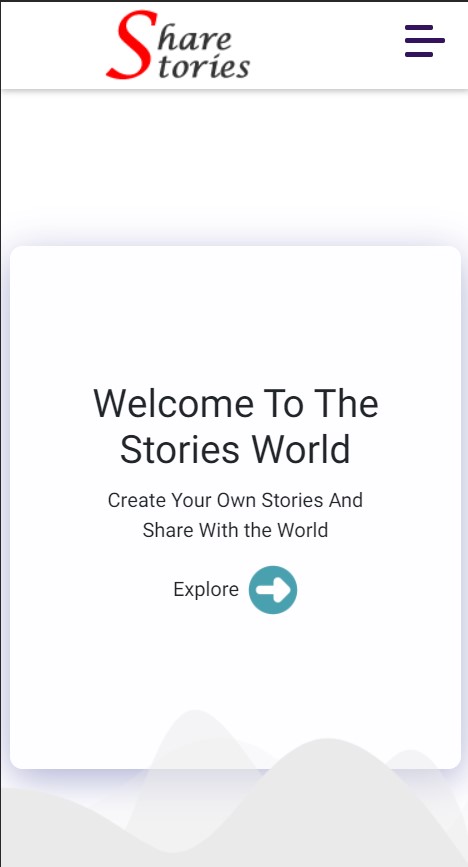 Share
Stories
Welcome To The
Stories World
Create Your Own Stories And
Share With the World
Explore